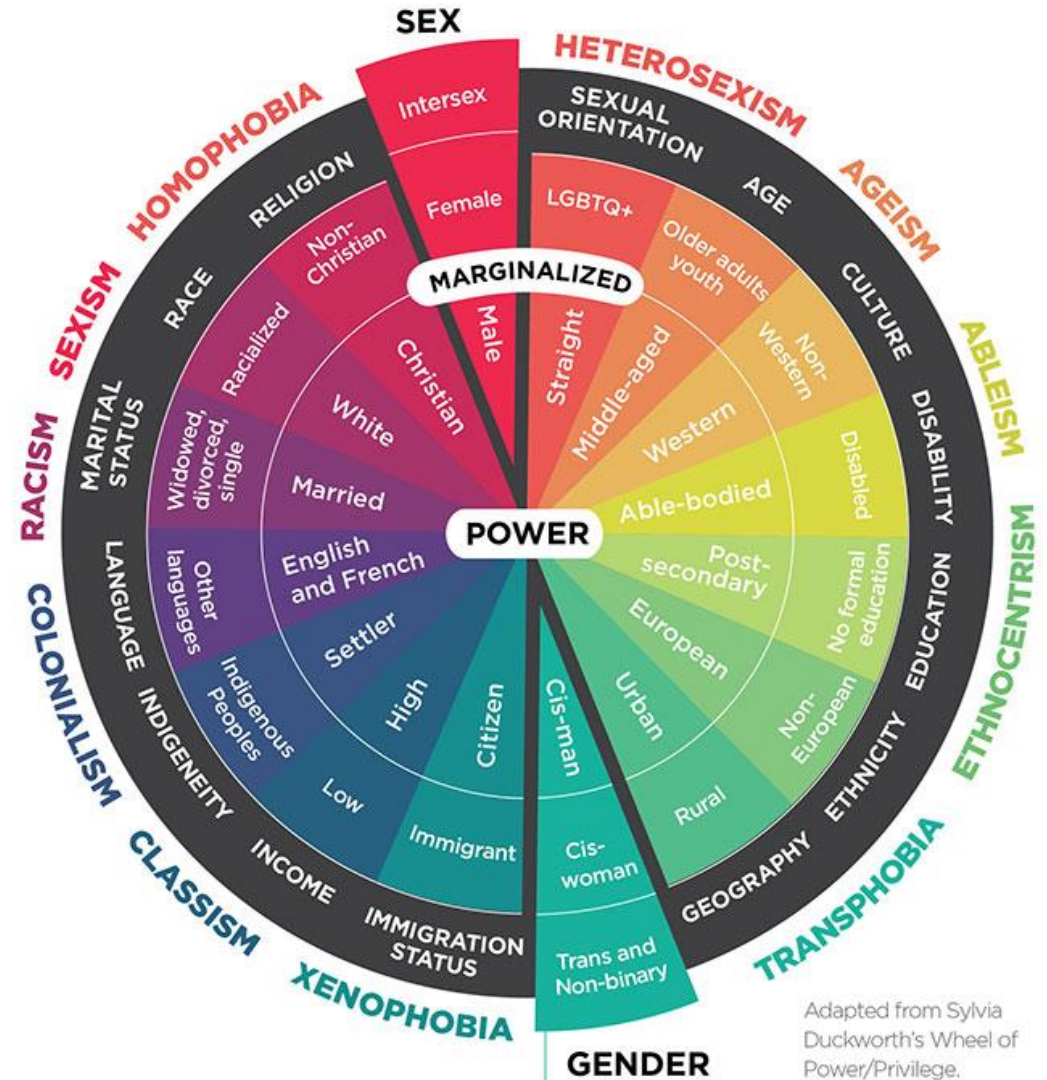 SEX
HETEROSEXISM
AGEISM
ABLEISM
ETHNOCENTRISM
TRANSPHOBIA
GENDER
XENOPHOBIA
CLASSISM
COLONIALISM
RACISM
SEXISM
HOMOPHOBIA
SEXUAL
ORIENTATION
AGE
CULTURE
DISABILITY
EDUCATION
ETHNICITY
GEOGRAPHY
IMMIGRATION
STATUS
INCOME
INDIGENEITY
LANGUAGE
MARITAL
STATUS
RACE
RELIGION
Intersex
Female
MARGINALIZED
Male
LGBTQ+
Straight
Older adults
youth
Middle-aged
Non-
Western
Western
Disabled
Able-bodied
POWER
No formal
education
Post-
secondary
Non-
European
European
Rural
Urban
Cis-man
Cis-
woman
Trans and
Non-binary
Citizen
Immigrant
High
Low
Settler
Indigenous
Peoples
English
and French
Other
languages
Married
Widowed,
divorced,
single
White
Racialized
Christian
Non-
Christian
Adapted from Sylvia
Duckworth's Wheel of
Power/Privilege.